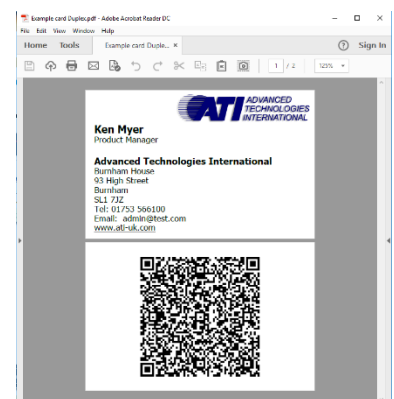 Example card Duplex.pdf - Adobe Acrobat Reader DC
File Edit View Window Help
Home Tools Example card Duple... × Sign In
1 / 2 125%
ATI ADVANCED
TECHNOLOGIES
INTERNATIONAL
Ken Myer
Product Manager
Advanced Technologies International
Burnham House
93 High Street
Burnham
SL1 7JZ
Tel: 01753 566100
Email: admin@test.com
www.ati-uk.com